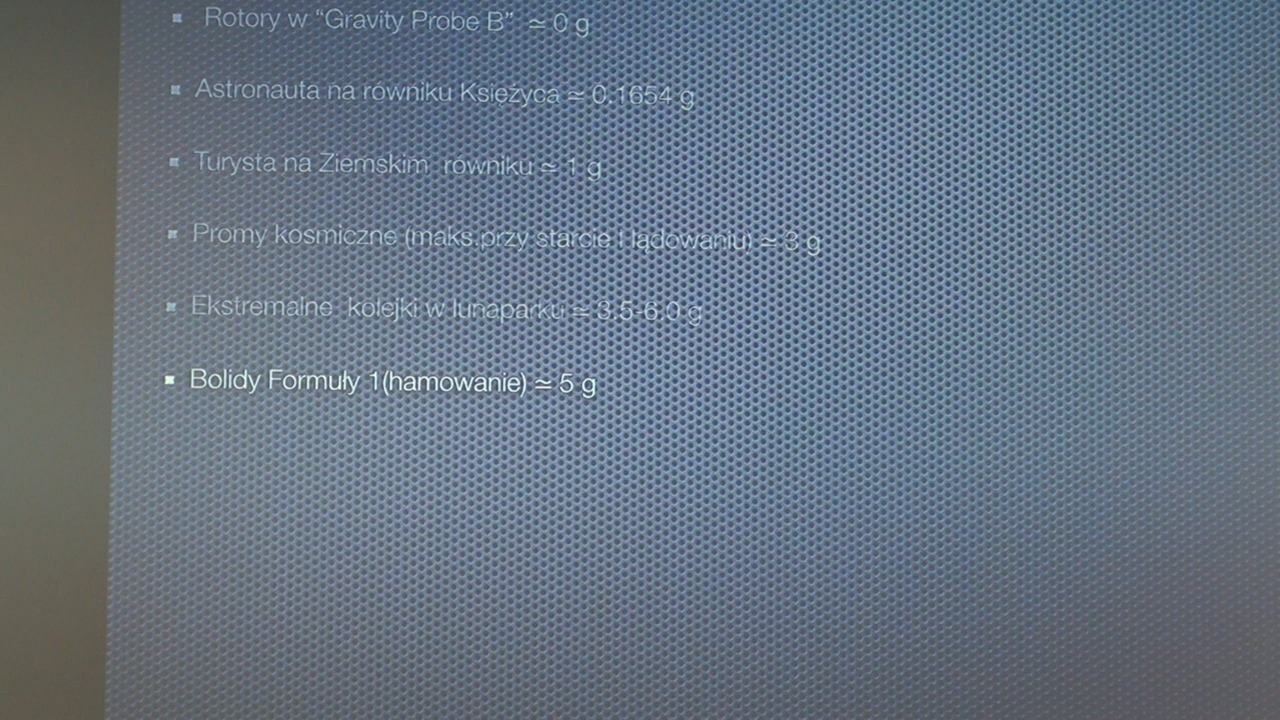 ▪ Rotory w “Gravity Probe B” ≃ 0 g
▪ Astronauta na równiku Księżyca ≃ 0.1654 g
▪ Turysta na Ziemskim równiku ≃ 1 g
▪ Promy kosmiczne (maks.przy starcie i lądowaniu) ≃ 3 g
▪ Ekstremalne kolejki w lunaparku ≃ 3.5-6.0 g
▪ Bolidy Formuły 1(hamowanie) ≃ 5 g